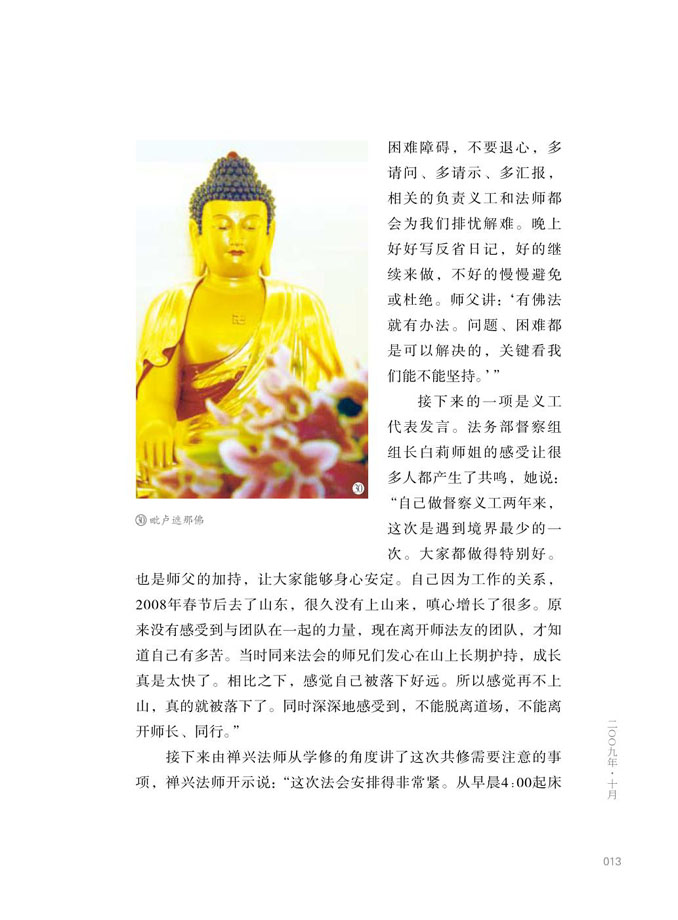 困难障碍，不要退心，多
请问、多请示、多汇报，
相关的负责义工和法师都
会为我们排忧解难。晚上
好好写反省日记，好的继
续来做，不好的慢慢避免
或杜绝。师父讲：‘有佛法
就有办法。问题、困难都
是可以解决的，关键看我
们能不能坚持。’”
接下来的一项是义工
代表发言。法务部督察组
组长白莉师姐的感受让很
多人都产生了共鸣，她说：
“自己做督察义工两年来，
这次是遇到境界最少的一
次。大家都做得特别好。
㉚
㉚毗卢遮那佛
也是师父的加持，让大家能够身心安定。自己因为工作的关系，
2008年春节后去了山东，很久没有上山来，嗔心增长了很多。原
来没有感受到与团队在一起的力量，现在离开师法友的团队，才知
道自己有多苦。当时同来法会的师兄们发心在山上长期护持，成长
真是太快了。相比之下，感觉自己被落下好远。所以感觉再不上
山，真的就被落下了。同时深深地感受到，不能脱离道场，不能离
开师长、同行。”
接下来由禅兴法师从学修的角度讲了这次共修需要注意的事
项，禅兴法师开示说：“这次法会安排得非常紧。从早晨4:00起床
二〇〇九年·十月
013